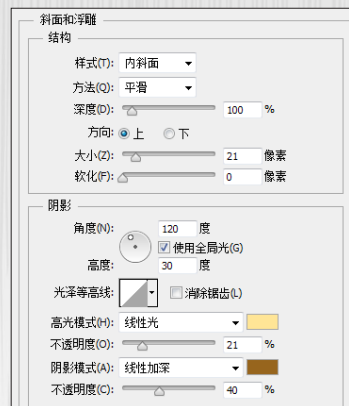 斜面和浮雕
结构
样式(T): 内斜面
方法(Q): 平滑
深度(D): 100 %
方向: 上 下
大小(Z): 21 像素
软化(F): 0 像素
阴影
角度(N): 120 度
使用全局光(G)
高度: 30 度
光泽等高线: 消除锯齿(L)
高光模式(H): 线性光
不透明度(O): 21 %
阴影模式(A): 线性加深
不透明度(C): 40 %